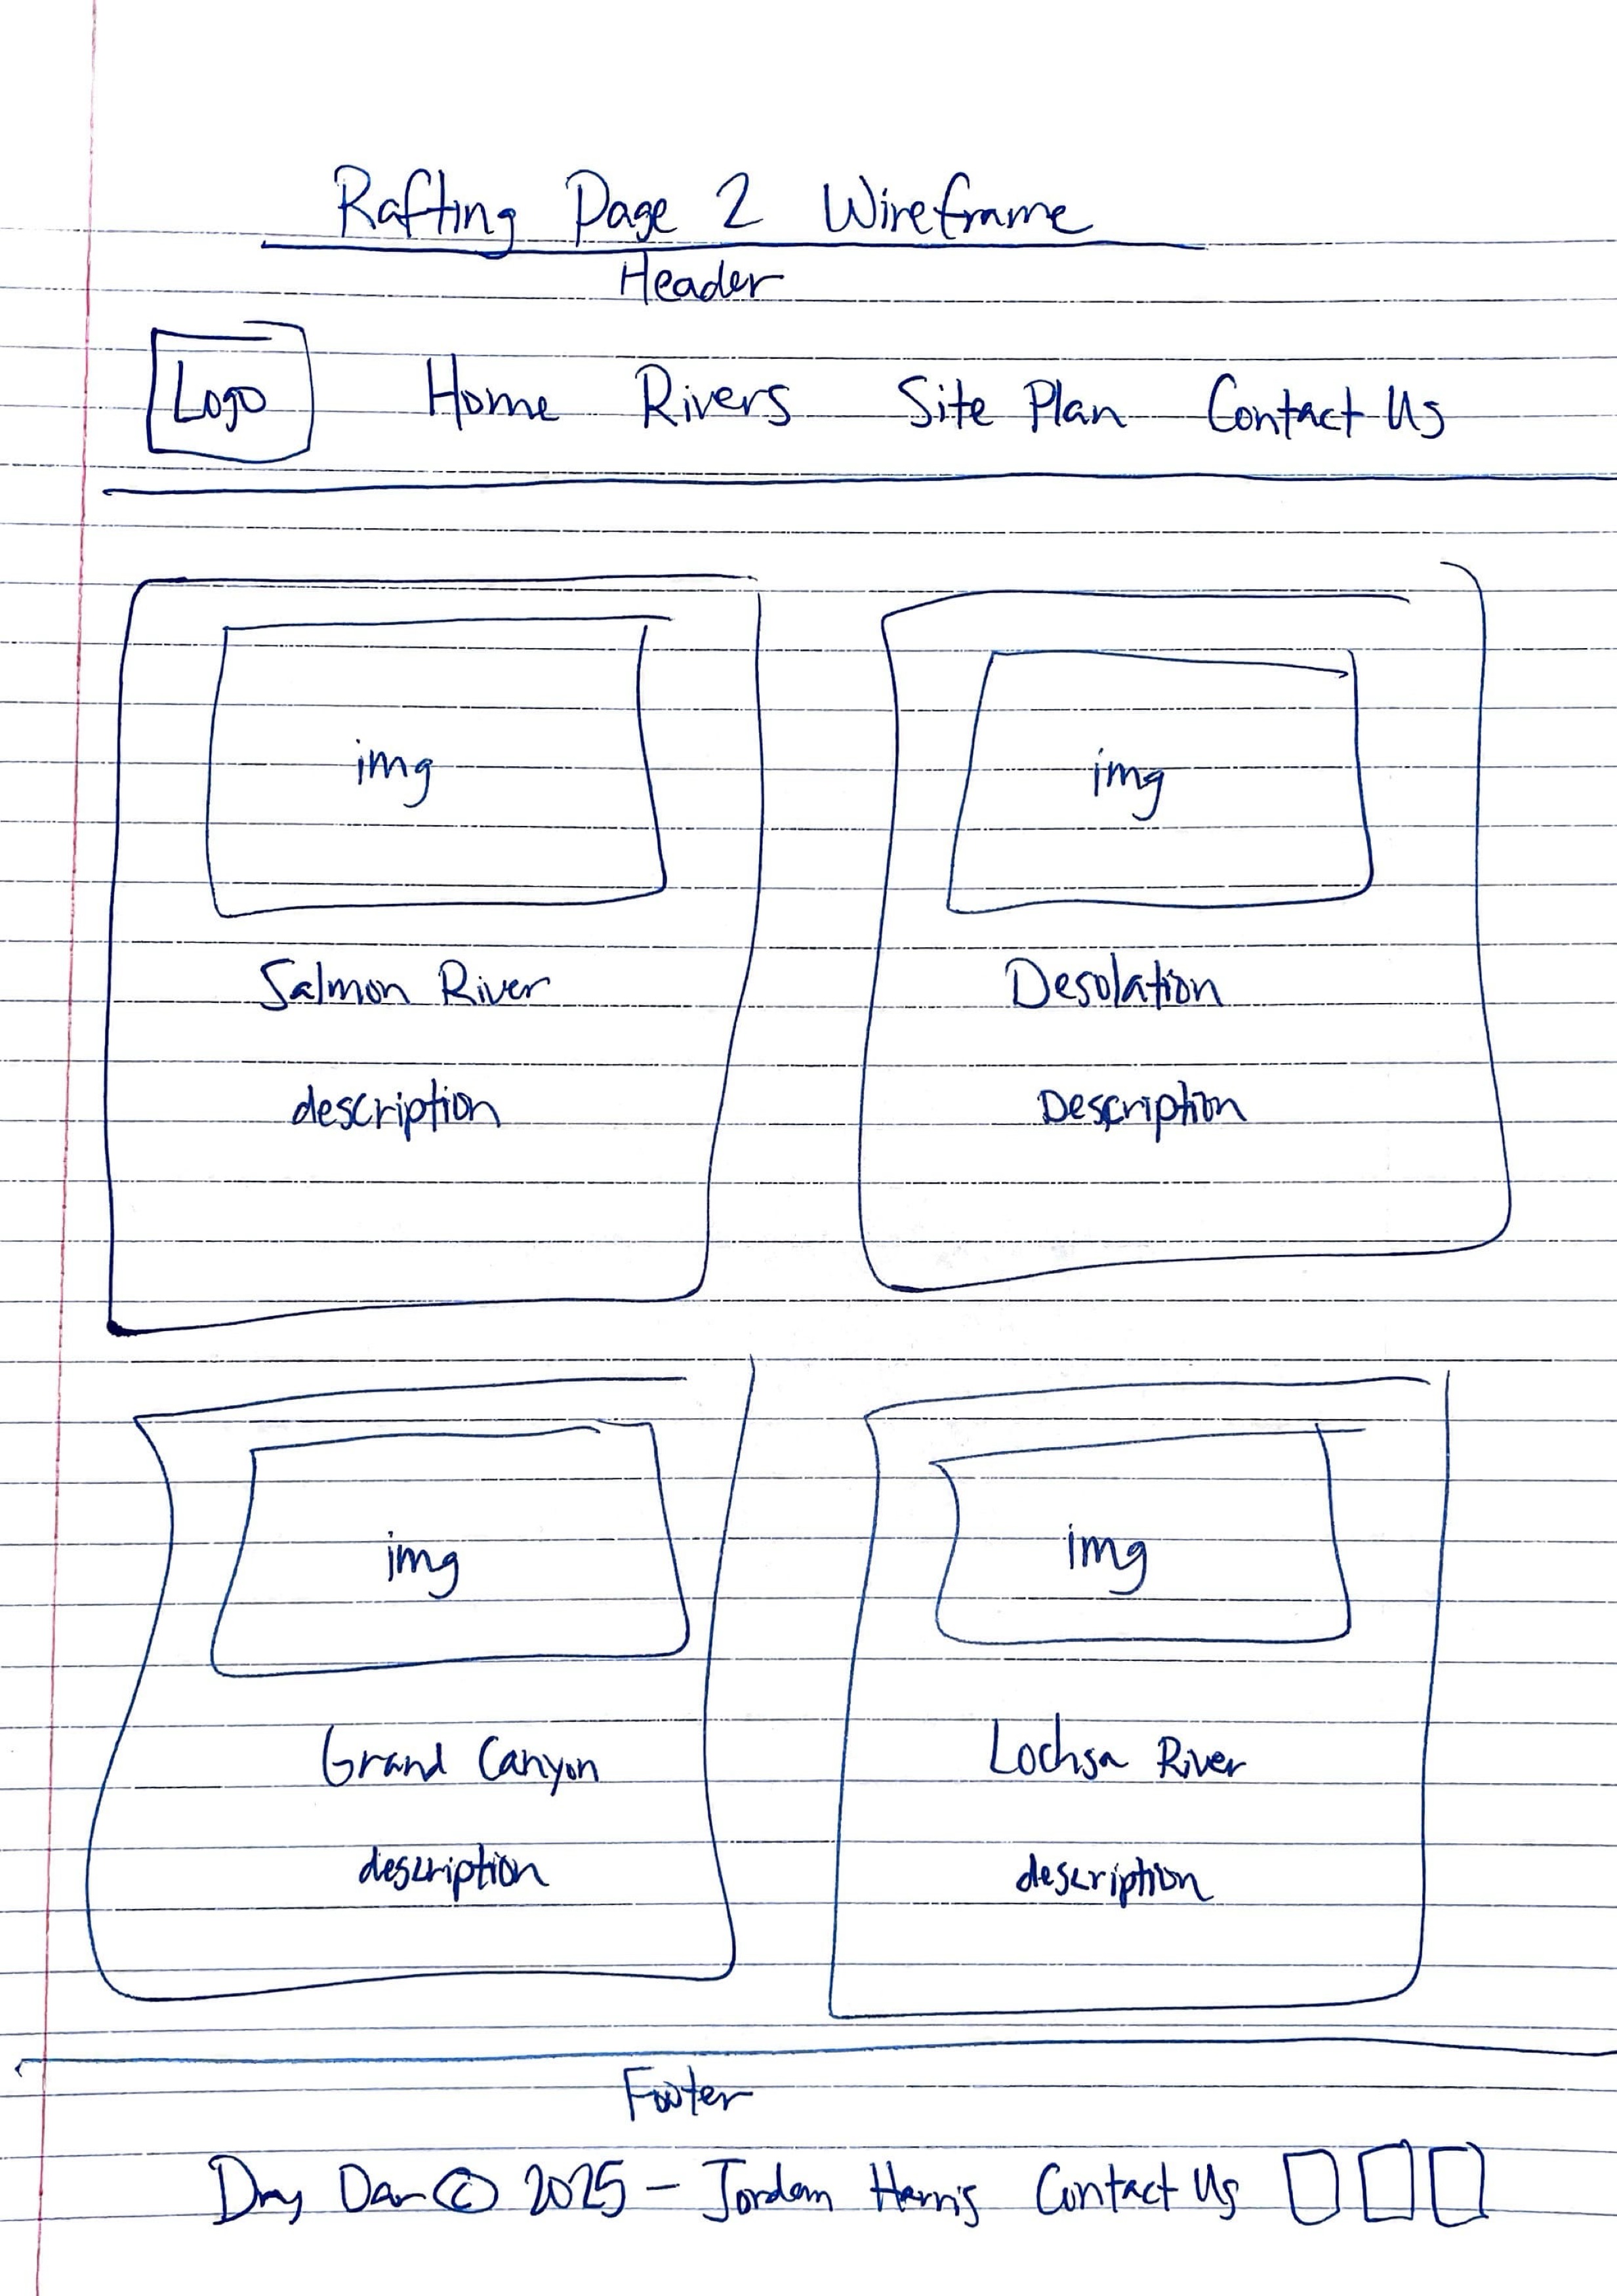 Rafting Page 2 Wireframe
Header
Logo Home Rivers Site Plan Contact Us
img img
Salmon River Desolation
description Description
img img
Grand Canyon Lochsa River
description description
Footer
Dry Dar © 2025 - Jordan Harris Contact Us